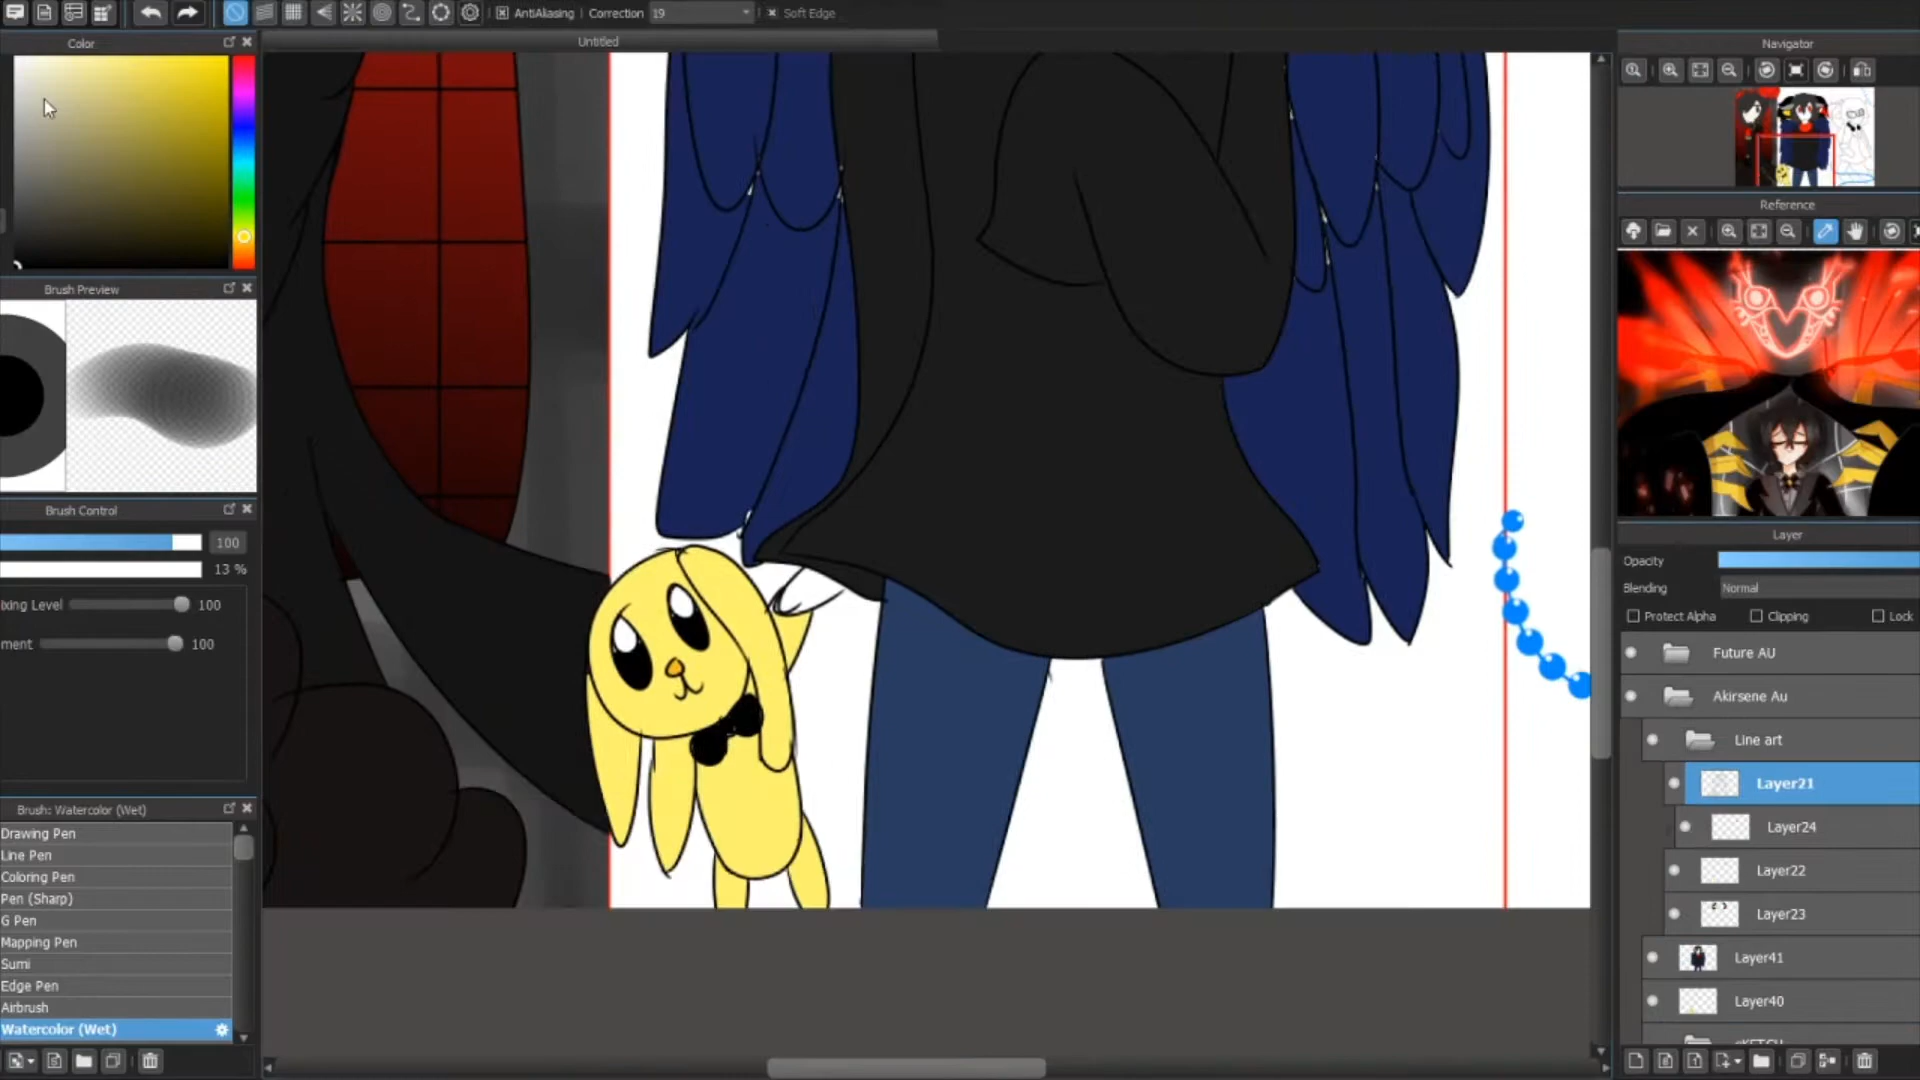 AntiAliasing Correction 19 Soft Edge
Color
Untitled
Navigator
Brush Preview
Reference
Brush Control
100
13 %
ixing Level 100
ment 100
Layer
Opacity
Blending Normal
Protect Alpha Clipping Lock
Future AU
Akirsene Au
Line art
Layer21
Layer24
Layer22
Layer23
Layer41
Layer40
Brush: Watercolor (Wet)
Drawing Pen
Line Pen
Coloring Pen
Pen (Sharp)
G Pen
Mapping Pen
Sumi
Edge Pen
Airbrush
Watercolor (Wet)